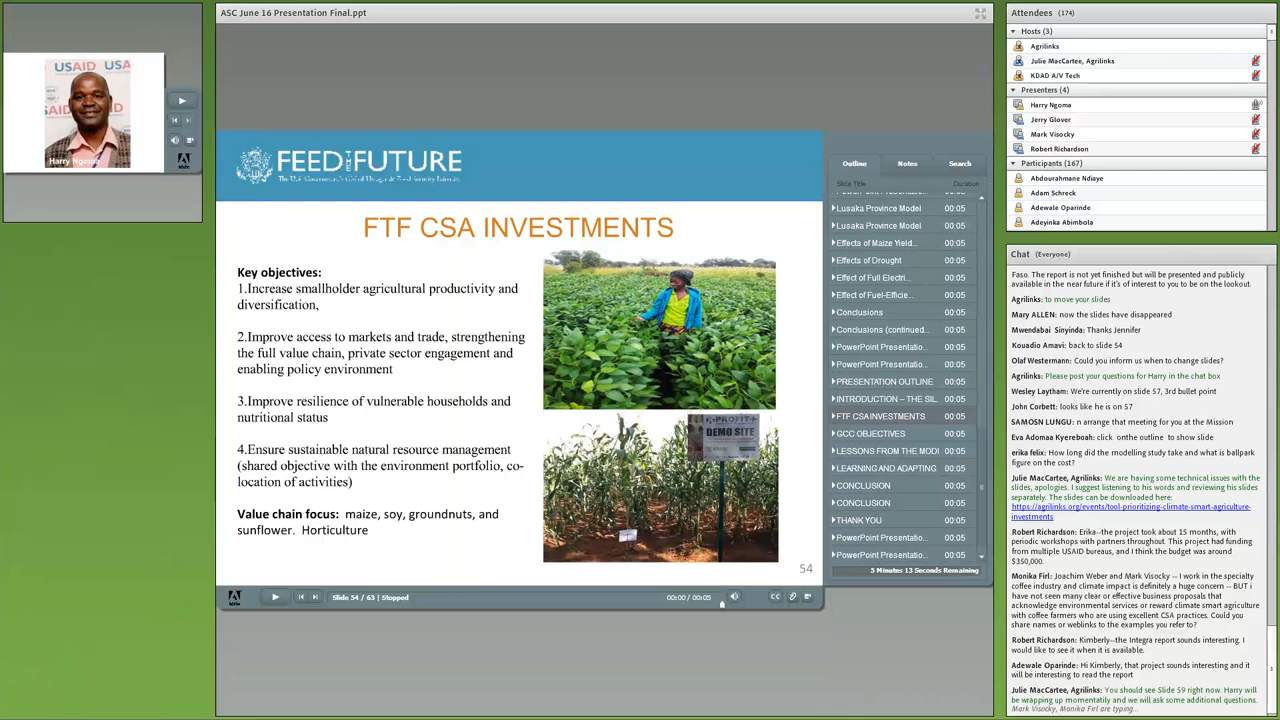 ASC June 16 Presentation Final.ppt
USAID
Harry Ngoma
FEED THE FUTURE
The U.S. Government's Global Hunger & Food Security Initiative
FTF CSA INVESTMENTS
Key objectives:
1.Increase smallholder agricultural productivity and
diversification,
2.Improve access to markets and trade, strengthening
the full value chain, private sector engagement and
enabling policy environment
3.Improve resilience of vulnerable households and
nutritional status
4.Ensure sustainable natural resource management
(shared objective with the environment portfolio, co-
location of activities)
Value chain focus: maize, soy, groundnuts, and
sunflower. Horticulture
PROFIT+
DEMO SITE
54
Slide 54 / 63 | Stopped
00:00 / 00:05
CC
Outline
Notes
Search
Slide Title
Duration
PowerPoint Presentatio... 00:05
Lusaka Province Model 00:05
Lusaka Province Model 00:05
Effects of Maize Yield... 00:05
Effects of Drought 00:05
Effect of Full Electri... 00:05
Effect of Fuel-Efficie... 00:05
Conclusions 00:05
Conclusions (continued... 00:05
PowerPoint Presentatio... 00:05
PowerPoint Presentatio... 00:05
PRESENTATION OUTLINE 00:05
INTRODUCTION – THE SIL. 00:05
FTF CSA INVESTMENTS 00:05
GCC OBJECTIVES 00:05
LESSONS FROM THE MODI 00:05
LEARNING AND ADAPTING 00:05
CONCLUSION 00:05
CONCLUSION 00:05
THANK YOU 00:05
PowerPoint Presentatio... 00:05
PowerPoint Presentatio... 00:05
5 Minutes 13 Seconds Remaining
Attendees (174)
Hosts (3)
Agrilinks
Julie MacCartee, Agrilinks
KDAD A/V Tech
Presenters (4)
Harry Ngoma
Jerry Glover
Mark Visocky
Robert Richardson
Participants (167)
Abdourahmane Ndiaye
Adam Schreck
Adewale Oparinde
Adeyinka Abimbola
Chat (Everyone)
Faso. The report is not yet finished but will be presented and publicly
available in the near future if it's of interest to you to be on the lookout.
Agrilinks: to move your slides
Mary ALLEN: now the slides have disappeared
Mwendabai Sinyinda: Thanks Jennifer
Kouadio Amavi: back to slide 54
Olaf Westermann: Could you inform us when to change slides?
Agrilinks: Please post your questions for Harry in the chat box
Wesley Laytham: We're currently on slide 57, 3rd bullet point
John Corbett: looks like he is on 57
SAMOSN LUNGU: n arrange that meeting for you at the Mission
Eva Adomaa Kyereboah: click onthe outline to show slide
erika felix: How long did the modelling study take and what is ballpark
figure on the cost?
Julie MacCartee, Agrilinks: We are having some technical issues with the
slides, apologies. I suggest listening to his words and reviewing his slides
separately. The slides can be downloaded here:
https://agrilinks.org/events/tool-prioritizing-climate-smart-agriculture-
investments
Robert Richardson: Erika--the project took about 15 months, with
periodic workshops with partners throughout. This project had funding
from multiple USAID bureaus, and I think the budget was around
$350,000.
Monika Firl: Joachim Weber and Mark Visocky -- I work in the specialty
coffee industry and climate impact is definitely a huge concern -- BUT i
have not seen many clear or effective business proposals that
acknowledge environmental services or reward climate smart agriculture
with coffee farmers who are using excellent CSA practices. Could you
share names or weblinks to the examples you refer to?
Robert Richardson: Kimberly--the Integra report sounds interesting. I
would like to see it when it is available.
Adewale Oparinde: Hi Kimberly, that project sounds interesting and it
will be interesting to read the report
Julie MacCartee, Agrilinks: You should see Slide 59 right now. Harry will
be wrapping up momentatily and we will ask some additional questions.
Mark Visocky, Monika Firl are typing...